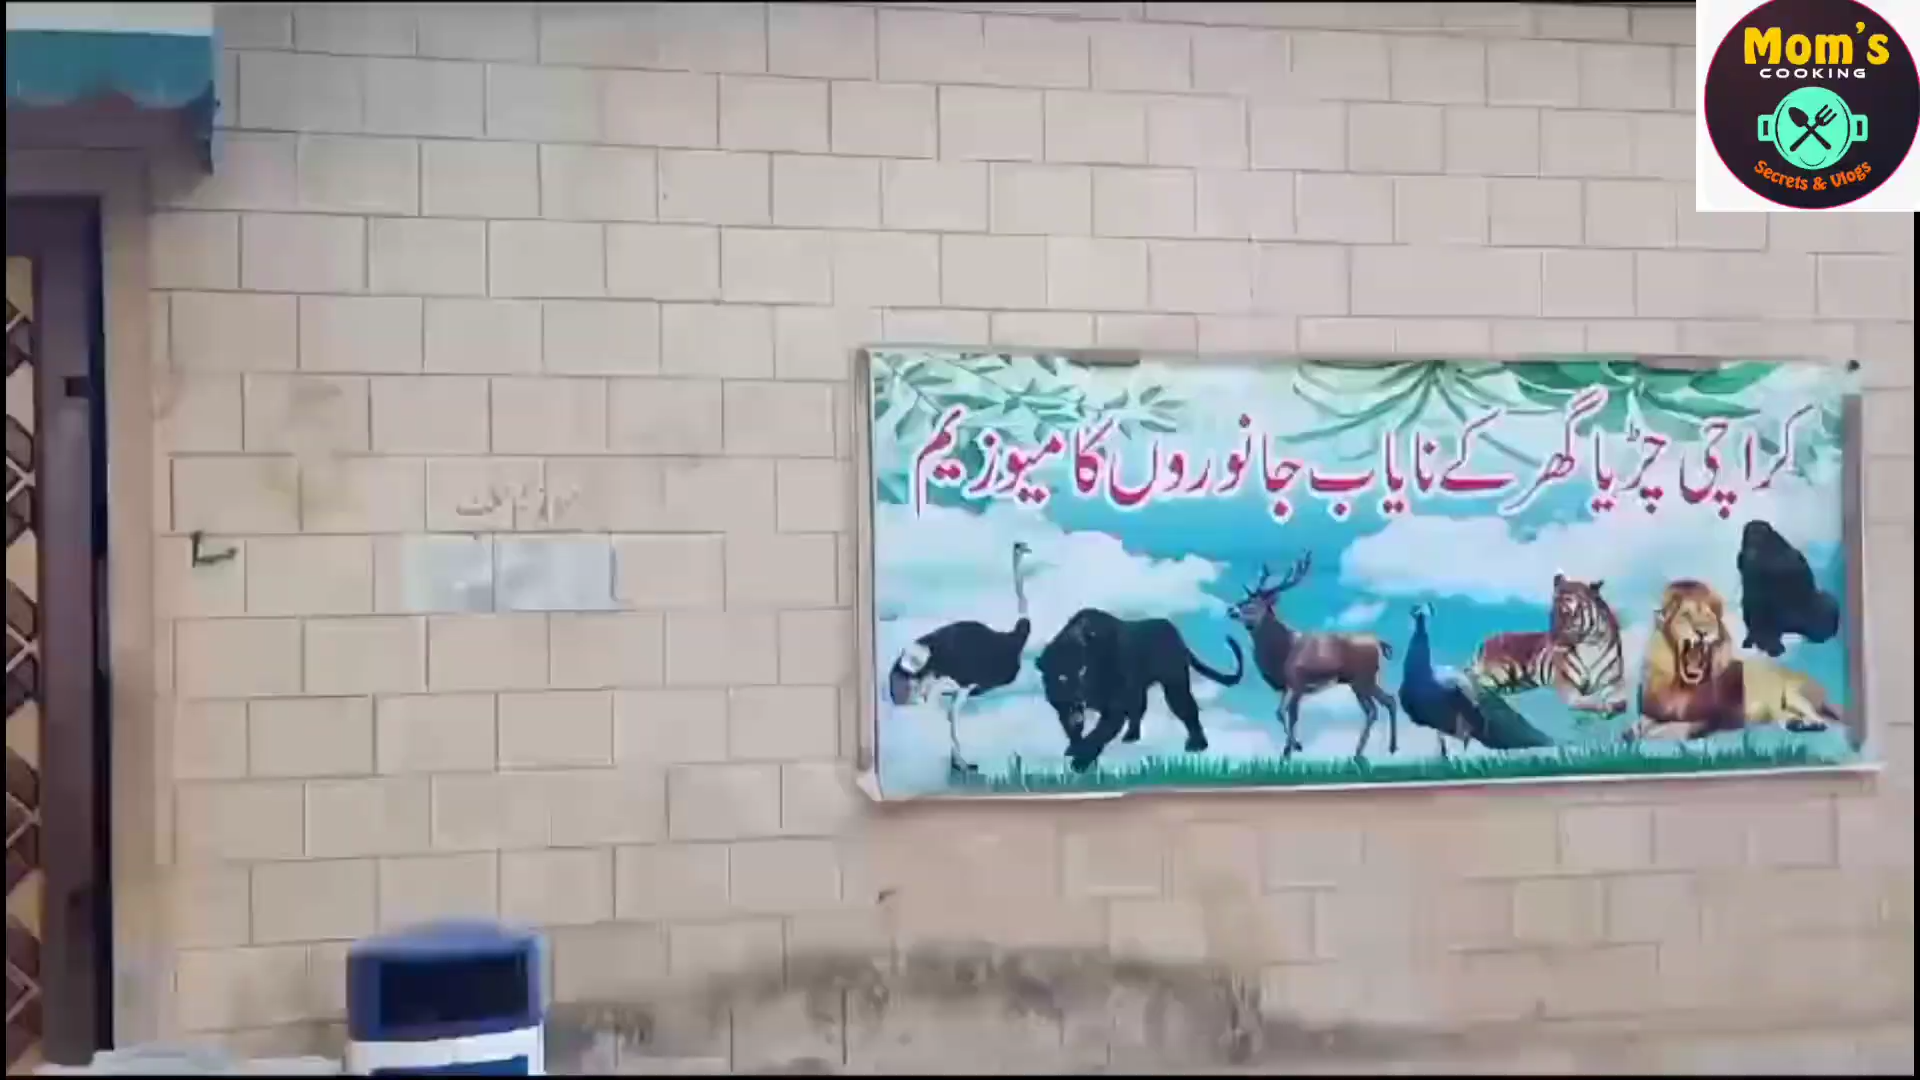 Mom's
COOKING
Secrets & Vlogs
کراچی چڑیا گھر کے نایاب جانوروں کا میوزیم